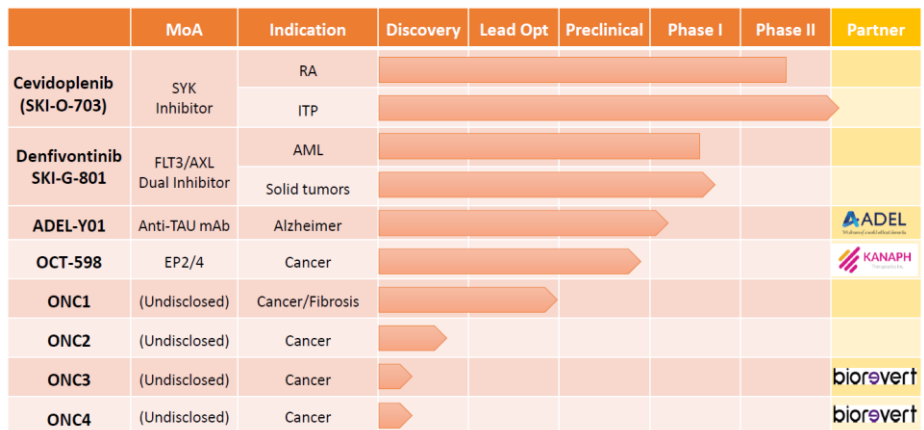 MoA Indication Discovery Lead Opt Preclinical Phase I Phase II Partner
Cevidoplenib
(SKI-O-703)
SYK
Inhibitor
RA
ITP
Denfivontinib
SKI-G-801
FLT3/AXL
Dual Inhibitor
AML
Solid tumors
ADEL-Y01 Anti-TAU mAb Alzheimer ADEL
OCT-598 EP2/4 Cancer KANAPH
ONC1 (Undisclosed) Cancer/Fibrosis
ONC2 (Undisclosed) Cancer
ONC3 (Undisclosed) Cancer biorevert
ONC4 (Undisclosed) Cancer biorevert